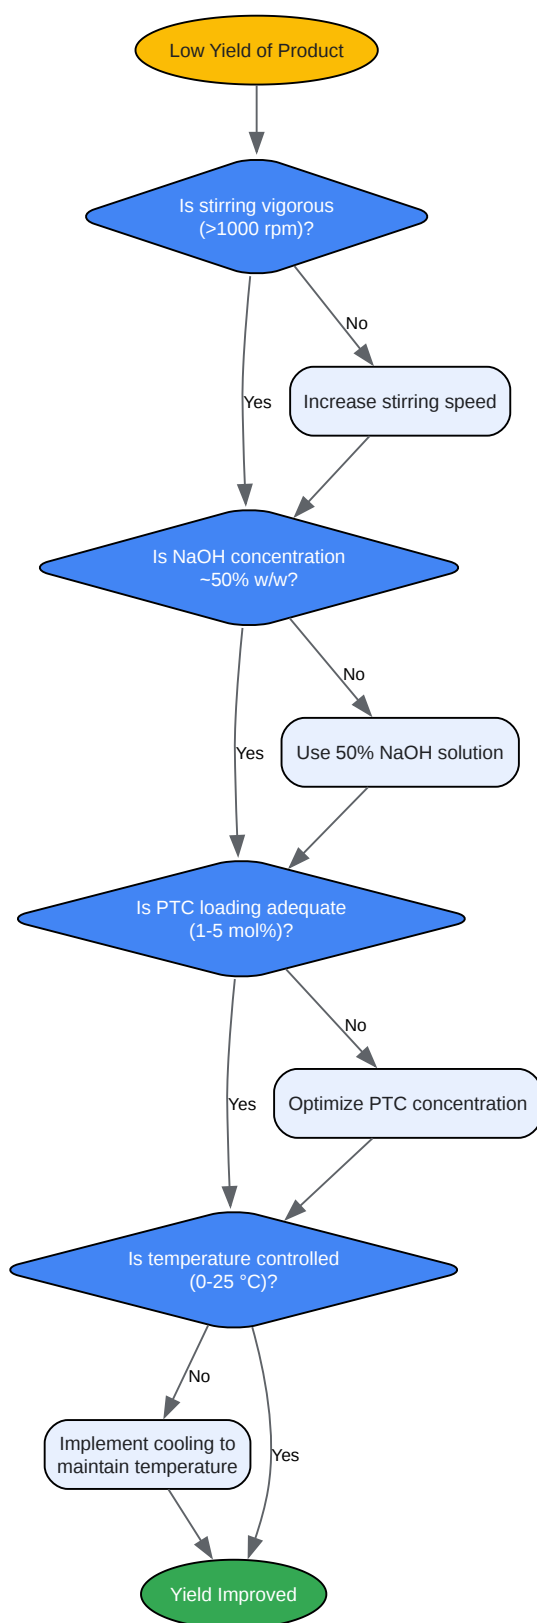 Low Yield of Product
Is stirring vigorous
(>1000 rpm)?
No
Increase stirring speed
Yes
Is NaOH concentration
~50% w/w?
No
Use 50% NaOH solution
Yes
Is PTC loading adequate
(1-5 mol%)?
No
Optimize PTC concentration
Yes
Is temperature controlled
(0-25 °C)?
No
Implement cooling to
maintain temperature
Yes
Yield Improved